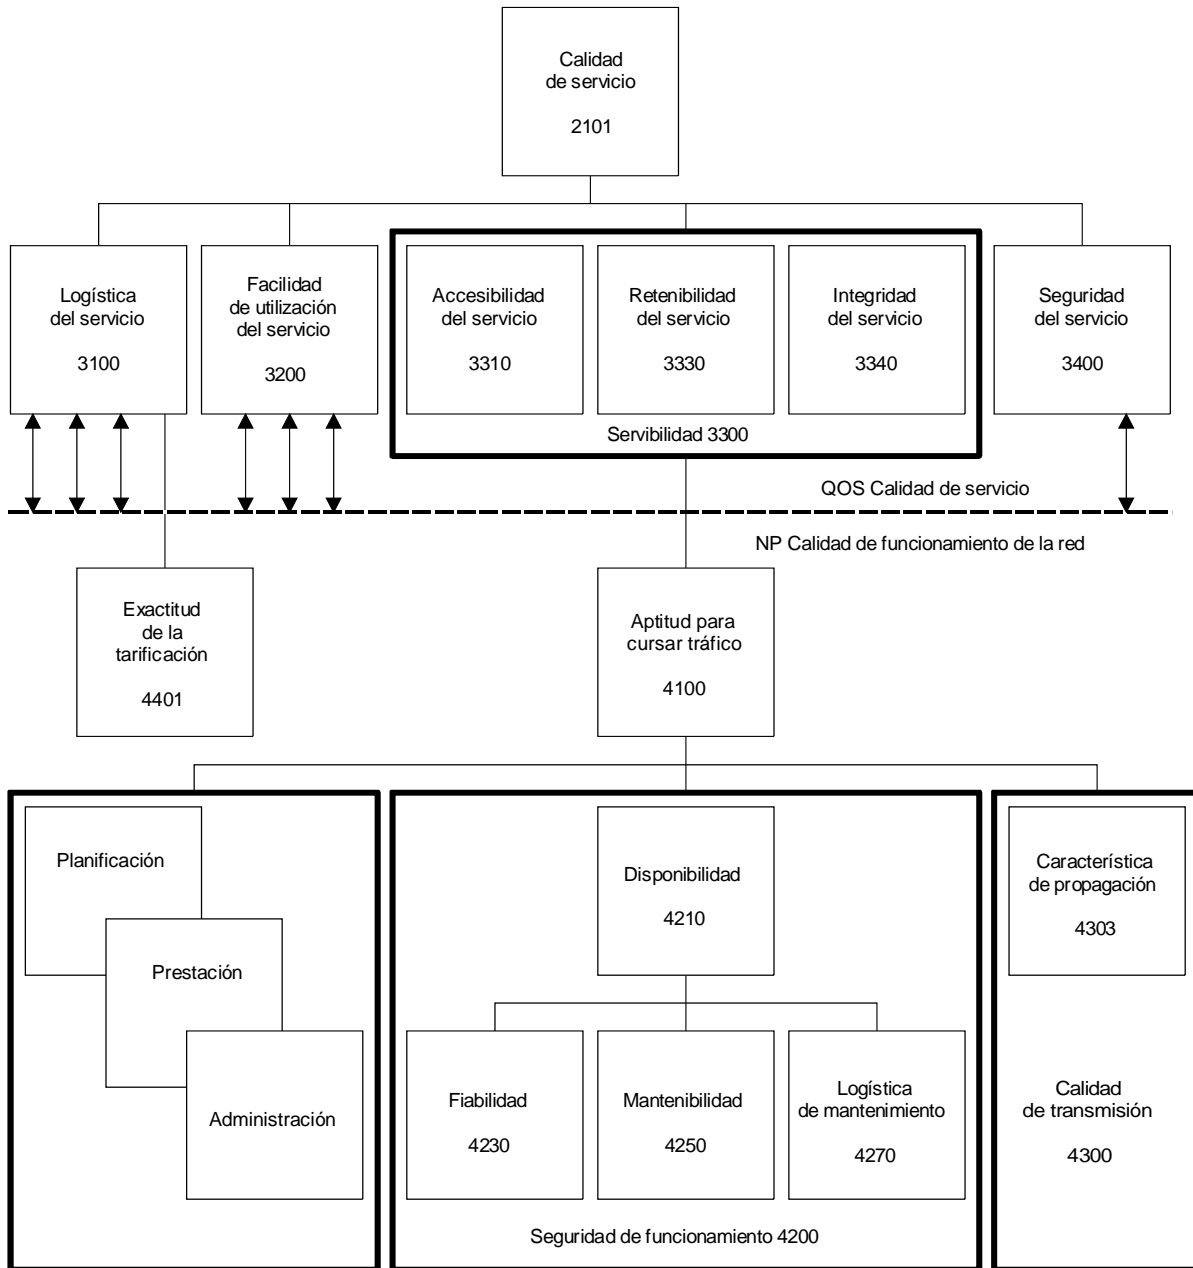 Calidad
de servicio
2101
Logística
del servicio
3100
Facilidad
de utilización
del servicio
3200
Accesibilidad
del servicio
3310
Retenibilidad
del servicio
3330
Integridad
del servicio
3340
Servibilidad 3300
Seguridad
del servicio
3400
QOS Calidad de servicio
NP Calidad de funcionamiento de la red
Exactitud
de la
tarificación
4401
Aptitud para
cursar tráfico
4100
Planificación
Prestación
Administración
Disponibilidad
4210
Fiabilidad
4230
Mantenibilidad
4250
Logística
de mantenimiento
4270
Seguridad de funcionamiento 4200
Característica
de propagación
4303
Calidad
de transmisión
4300